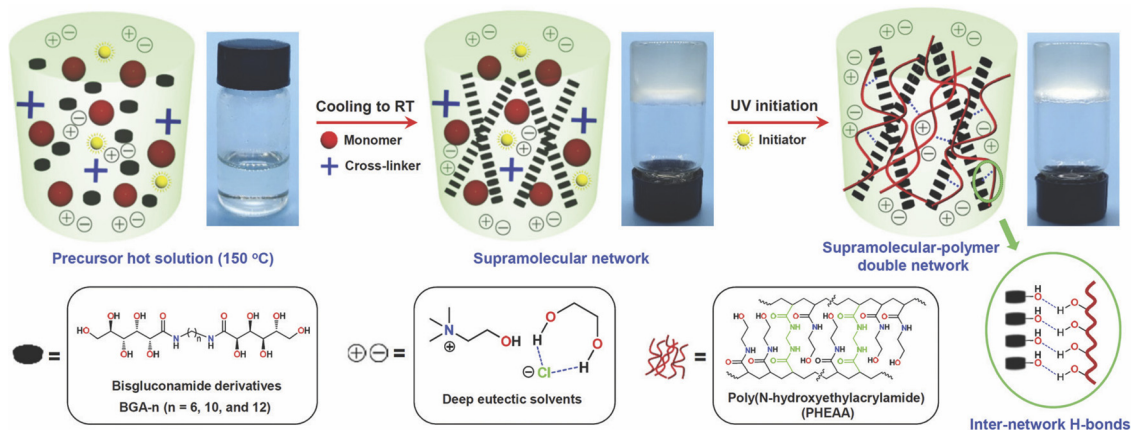 Cooling to RT
Monomer
Cross-linker
UV initiation
Initiator
Precursor hot solution (150 °C)
Supramolecular network
Supramolecular-polymer
double network
Bisgluconamide derivatives
BGA-n (n = 6, 10, and 12)
Deep eutectic solvents
Poly(N-hydroxyethylacrylamide)
(PHEAA)
Inter-network H-bonds